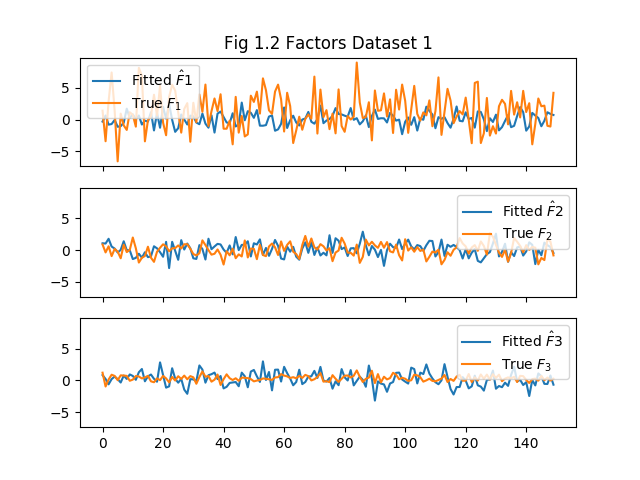 Fig 1.2 Factors Dataset 1
Fitted F̂1
True F₁
5
0
−5
Fitted F̂2
True F₂
5
0
−5
Fitted F̂3
True F₃
5
0
−5
0 20 40 60 80 100 120 140